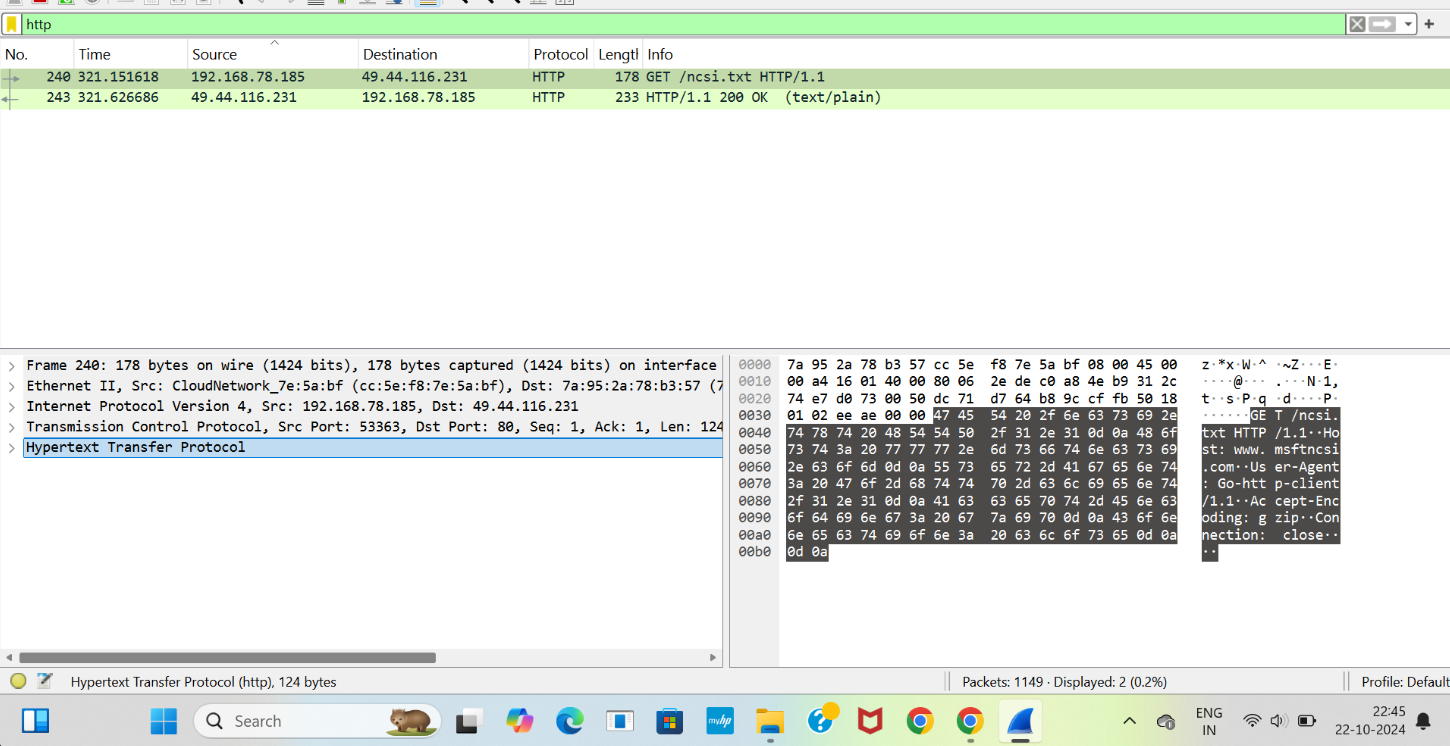 http
No. Time Source Destination Protocol Length Info
240 321.151618 192.168.78.185 49.44.116.231 HTTP 178 GET /ncsi.txt HTTP/1.1
243 321.626686 49.44.116.231 192.168.78.185 HTTP 233 HTTP/1.1 200 OK (text/plain)
Frame 240: 178 bytes on wire (1424 bits), 178 bytes captured (1424 bits) on interface
Ethernet II, Src: CloudNetwork_7e:5a:bf (cc:5e:f8:7e:5a:bf), Dst: 7a:95:2a:78:b3:57 (7
Internet Protocol Version 4, Src: 192.168.78.185, Dst: 49.44.116.231
Transmission Control Protocol, Src Port: 53363, Dst Port: 80, Seq: 1, Ack: 1, Len: 124
Hypertext Transfer Protocol
0000 7a 95 2a 78 b3 57 cc 5e f8 7e 5a bf 08 00 45 00 z·*x·W·^ ·~Z···E·
0010 00 a4 16 01 40 00 80 06 2e de c0 a8 4e b9 31 2c ····@··· .···N·1,
0020 74 e7 d0 73 00 50 dc 71 d7 64 b8 9c cf fb 50 18 t··s·P·q ·d····P·
0030 01 02 ee ae 00 00 47 45 54 20 2f 6e 63 73 69 2e ······GE T /ncsi.
0040 74 78 74 20 48 54 54 50 2f 31 2e 31 0d 0a 48 6f txt HTTP /1.1··Ho
0050 73 74 3a 20 77 77 77 2e 6d 73 66 74 6e 63 73 69 st: www. msftncsi
0060 2e 63 6f 6d 0d 0a 55 73 65 72 2d 41 67 65 6e 74 .com··Us er-Agent
0070 3a 20 47 6f 2d 68 74 74 70 2d 63 6c 69 65 6e 74 : Go-htt p-client
0080 2f 31 2e 31 0d 0a 41 63 63 65 70 74 2d 45 6e 63 /1.1··Ac cept-Enc
0090 6f 64 69 6e 67 3a 20 67 7a 69 70 0d 0a 43 6f 6e oding: g zip··Con
00a0 6e 65 63 74 69 6f 6e 3a 20 63 6c 6f 73 65 0d 0a nection: close··
00b0 0d 0a ··
Hypertext Transfer Protocol (http), 124 bytes Packets: 1149 · Displayed: 2 (0.2%) Profile: Default
Search myhp ENG IN 22:45 22-10-2024